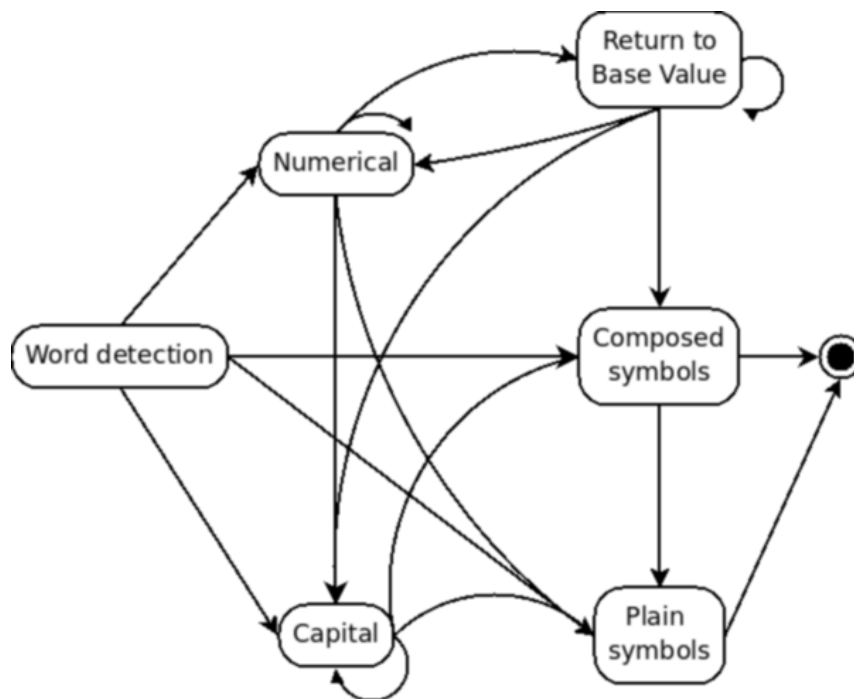 Return to
Base Value
Numerical
Word detection
Composed
symbols
Capital
Plain
symbols